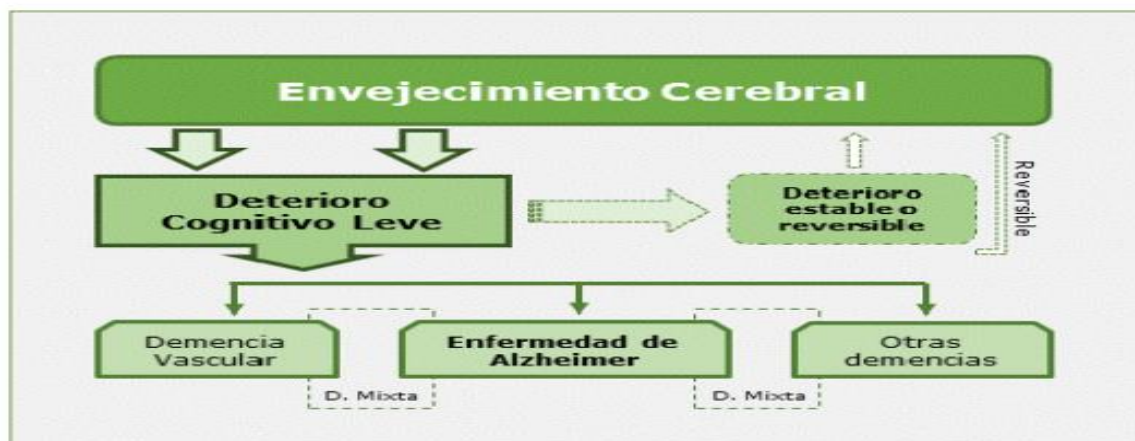 Envejecimiento Cerebral
Deterioro
Cognitivo Leve
Deterioro
estable o
reversible
Reversible
Demencia
Vascular
Enfermedad de
Alzheimer
Otras
demencias
D. Mixta
D. Mixta